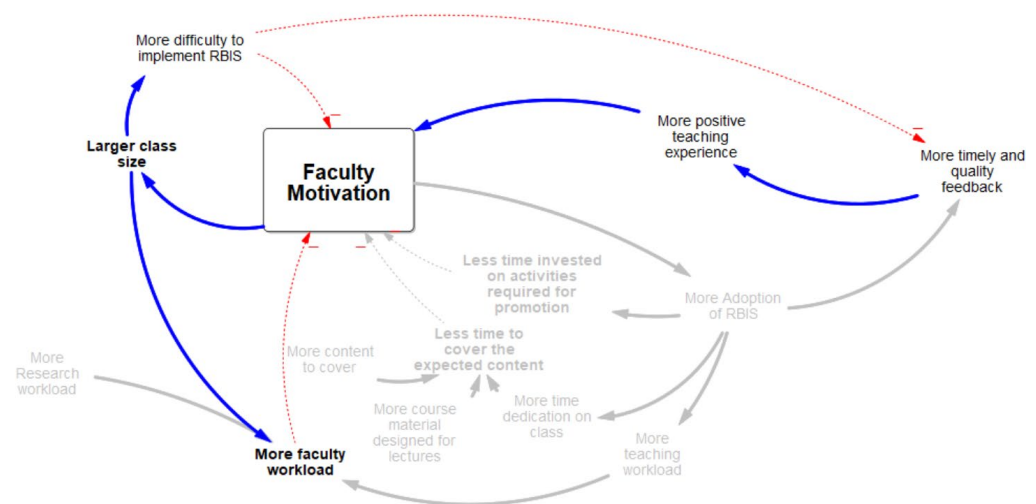 More difficulty to
implement RBIS
Larger class
size
Faculty
Motivation
More positive
teaching
experience
More timely and
quality
feedback
Less time invested
on activities
required for
promotion
More Adoption
of RBIS
Less time to
cover the
expected content
More content
to cover
More
Research
workload
More course
material
designed for
lectures
More time
dedication on
class
More
teaching
workload
More faculty
workload